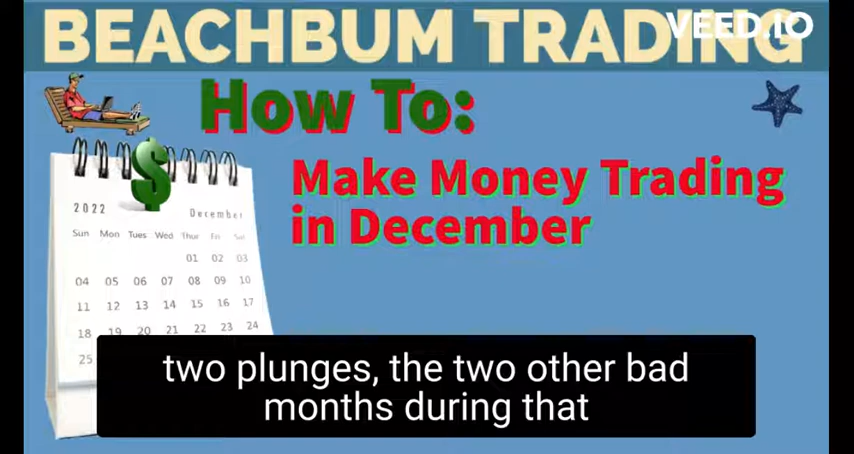 BEACHBUM TRADING
VEED.IO
How To:
Make Money Trading
in December
$
2022
December
Sun Mon Tues Wed Thur Fri Sat
01 02 03
04 05 06 07 08 09 10
11 12 13 14 15 16 17
18 19 20 21 22 23 24
25
two plunges, the two other bad
months during that